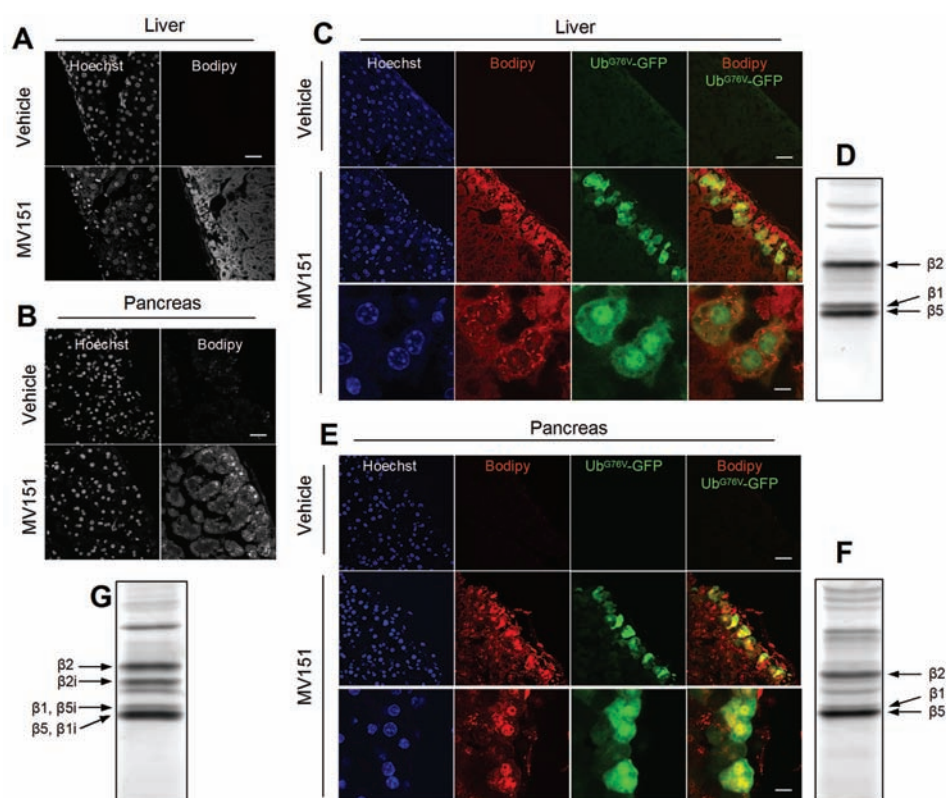 A
Liver
Hoechst
Bodipy
Vehicle
MV151
B
Pancreas
Hoechst
Bodipy
Vehicle
MV151
C
Liver
Hoechst
Bodipy
Ub^G76V-GFP
Bodipy
Ub^G76V-GFP
Vehicle
MV151
D
β2
β1
β5
E
Pancreas
Hoechst
Bodipy
Ub^G76V-GFP
Bodipy
Ub^G76V-GFP
Vehicle
MV151
F
β2
β1
β5
G
β2
β2i
β1, β5i
β5, β1i